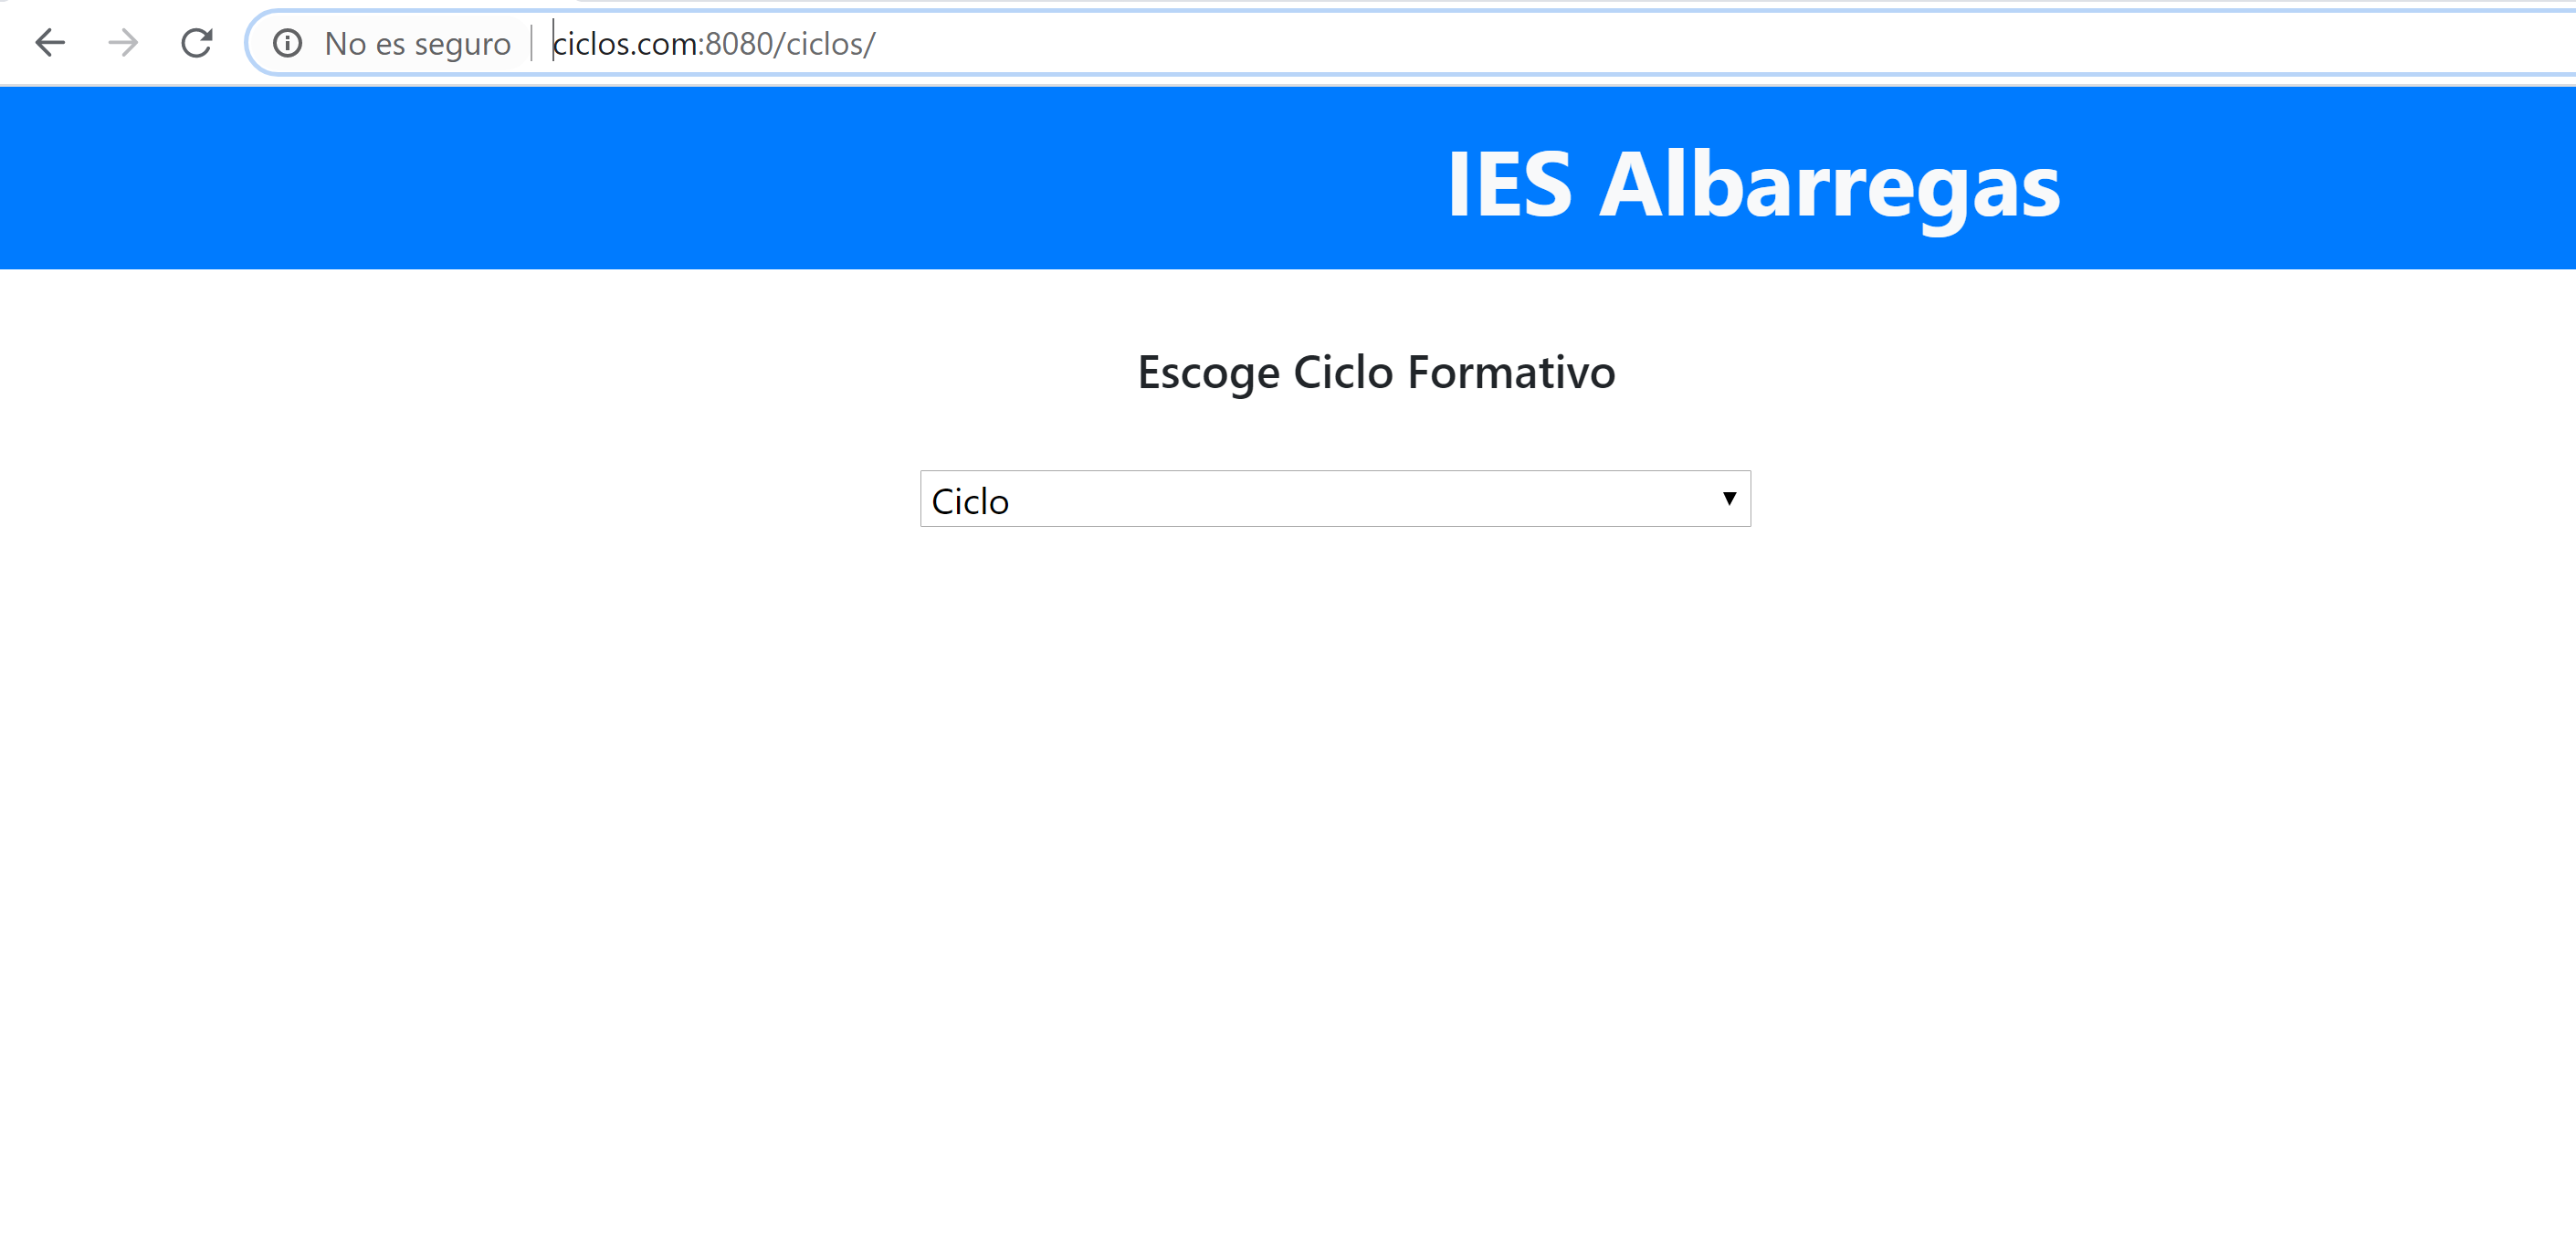 No es seguro | ciclos.com:8080/ciclos/
IES Albarregas
Escoge Ciclo Formativo
Ciclo